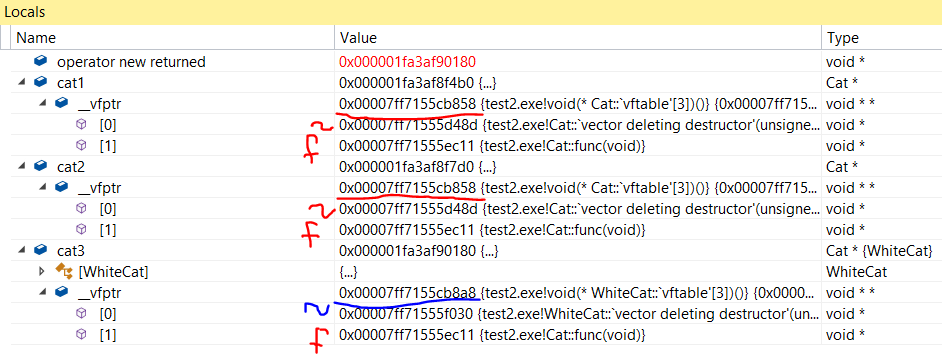 Locals
Name Value Type
operator new returned 0x000001fa3af90180 void *
cat1 0x000001fa3af8f4b0 {...} Cat *
__vfptr 0x00007ff7155cb858 {test2.exe!void(* Cat::`vftable'[3])()} {0x00007ff715... void * *
[0] ~ 0x00007ff71555d48d {test2.exe!Cat::`vector deleting destructor'(unsigne... void *
[1] f 0x00007ff71555ec11 {test2.exe!Cat::func(void)} void *
cat2 0x000001fa3af8f7d0 {...} Cat *
__vfptr 0x00007ff7155cb858 {test2.exe!void(* Cat::`vftable'[3])()} {0x00007ff715... void * *
[0] ~ 0x00007ff71555d48d {test2.exe!Cat::`vector deleting destructor'(unsigne... void *
[1] f 0x00007ff71555ec11 {test2.exe!Cat::func(void)} void *
cat3 0x000001fa3af90180 {...} Cat * {WhiteCat}
[WhiteCat] {...} WhiteCat
__vfptr 0x00007ff7155cb8a8 {test2.exe!void(* WhiteCat::`vftable'[3])()} {0x0000... void * *
[0] ~ 0x00007ff71555f030 {test2.exe!WhiteCat::`vector deleting destructor'(un... void *
[1] f 0x00007ff71555ec11 {test2.exe!Cat::func(void)} void *